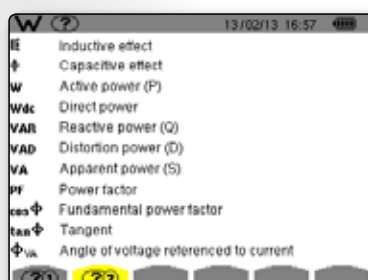 W ? 13/02/13 16:57
Inductive effect
Capacitive effect
W Active power (P)
Wdc Direct power
VAR Reactive power (Q)
VAD Distortion power (D)
VA Apparent power (S)
PF Power factor
cos Φ Fundamental power factor
tan Φ Tangent
Φ VA Angle of voltage referenced to current
?1 ?2